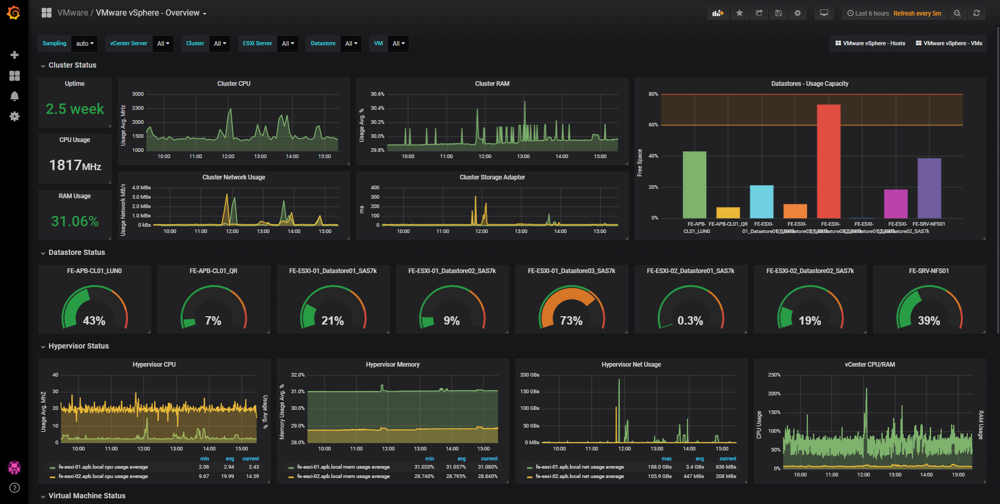 VMware / VMware vSphere - Overview
Last 6 hours Refresh every 5m
Sampling auto vCenter Server All Cluster All ESXi Server All Datastore All VM All
VMware vSphere - Hosts VMware vSphere - VMs
Cluster Status
Uptime
2.5 week
CPU Usage
1817MHz
RAM Usage
31.06%
Cluster CPU
Usage Avg. MHz
3000
2500
2000
1500
1000
10:00 11:00 12:00 13:00 14:00 15:00
Cluster RAM
Usage Avg. %
30.6%
30.4%
30.2%
30.0%
29.8%
10:00 11:00 12:00 13:00 14:00 15:00
Cluster Network Usage
Usage Network MB/s
4.0 MBs
3.0 MBs
2.0 MBs
1.0 MBs
0 kBs
10:00 11:00 12:00 13:00 14:00 15:00
Cluster Storage Adapter
ms
400
300
200
100
0
10:00 11:00 12:00 13:00 14:00 15:00
Datastores - Usage Capacity
Free Space
80%
60%
40%
20%
0%
FE-APB- FE-APB-CL01_QR FE-ESXI- FE-ESXI- FE-ESXI- FE-ESXI- FE-ESXI- FE-SRV-NFS01
CL01_LUN0
Datastore Status
FE-APB-CL01_LUN0
43%
FE-APB-CL01_QR
7%
FE-ESXI-01_Datastore01_SAS7k
21%
FE-ESXI-01_Datastore02_SAS7k
9%
FE-ESXI-01_Datastore03_SAS7k
73%
FE-ESXI-02_Datastore01_SAS7k
0.3%
FE-ESXI-02_Datastore02_SAS7k
19%
FE-SRV-NFS01
39%
Hypervisor Status
Hypervisor CPU
Usage Avg. MhZ
Usage Avg. %
40
30
20
10
0
10:00 11:00 12:00 13:00 14:00 15:00
min avg current
fe-esxi-01.apb.local cpu usage average 2.06 2.94 2.43
fe-esxi-02.apb.local cpu usage average 9.67 19.99 14.59
Hypervisor Memory
Memory Usage Avg. %
32.0%
31.0%
30.0%
29.0%
28.0%
10:00 11:00 12:00 13:00 14:00 15:00
min avg current
fe-esxi-01.apb.local mem usage average 31.020% 31.057% 31.080%
fe-esxi-02.apb.local mem usage average 28.740% 28.795% 28.840%
Hypervisor Net Usage
200 GBs
150 GBs
100 GBs
50 GBs
0 MBs
10:00 11:00 12:00 13:00 14:00 15:00
max avg current
fe-esxi-01.apb.local net usage average 188.0 GBs 3.4 GBs 636 MBs
fe-esxi-02.apb.local net usage average 105.9 GBs 447 MBs 208 MBs
vCenter CPU/RAM
CPU Usage
RAM Usage
250%
200%
150%
100%
50%
0%
10:00 11:00 12:00 13:00 14:00 15:00
Virtual Machine Status